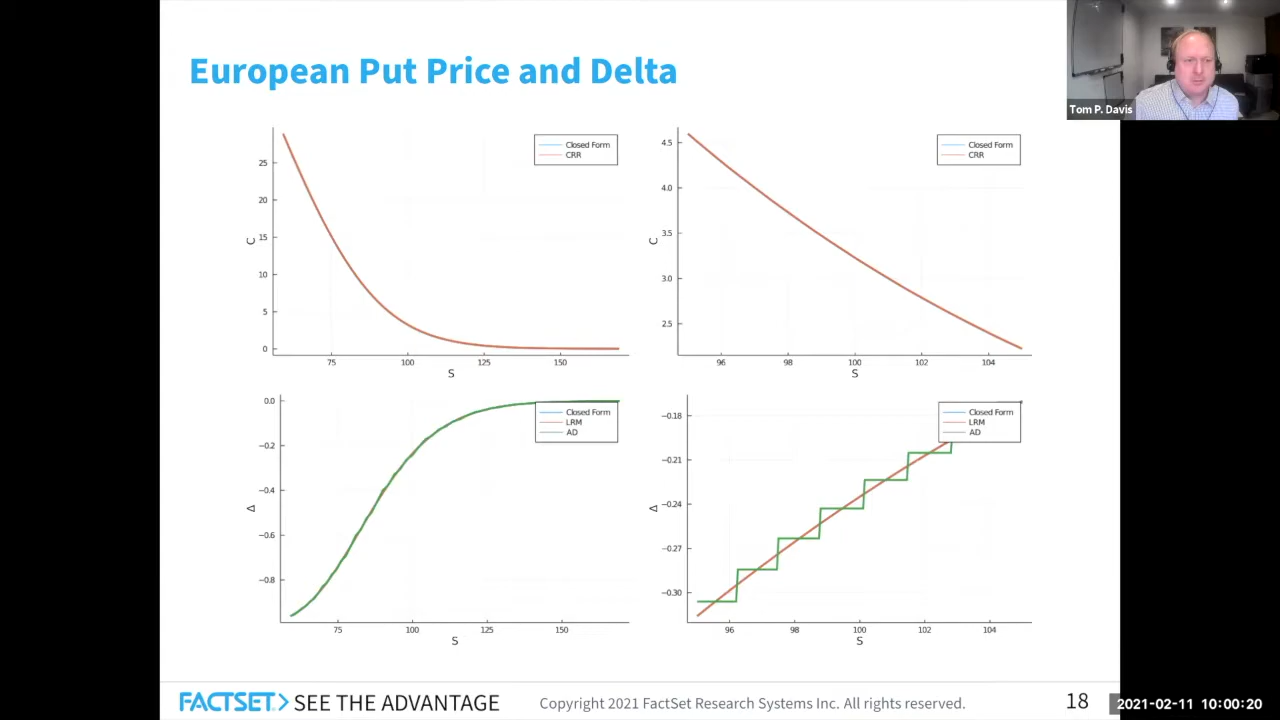 European Put Price and Delta
Tom P. Davis
Closed Form
CRR
25
20
15
10
5
0
C
75
100
125
150
S
Closed Form
CRR
4.5
4.0
3.5
3.0
2.5
C
96
98
100
102
104
S
Closed Form
LRM
AD
0.0
−0.2
−0.4
−0.6
−0.8
Δ
75
100
125
150
S
Closed Form
LRM
AD
−0.18
−0.21
−0.24
−0.27
−0.30
Δ
96
98
100
102
104
S
FACTSET SEE THE ADVANTAGE
Copyright 2021 FactSet Research Systems Inc. All rights reserved.
18
2021-02-11 10:00:20